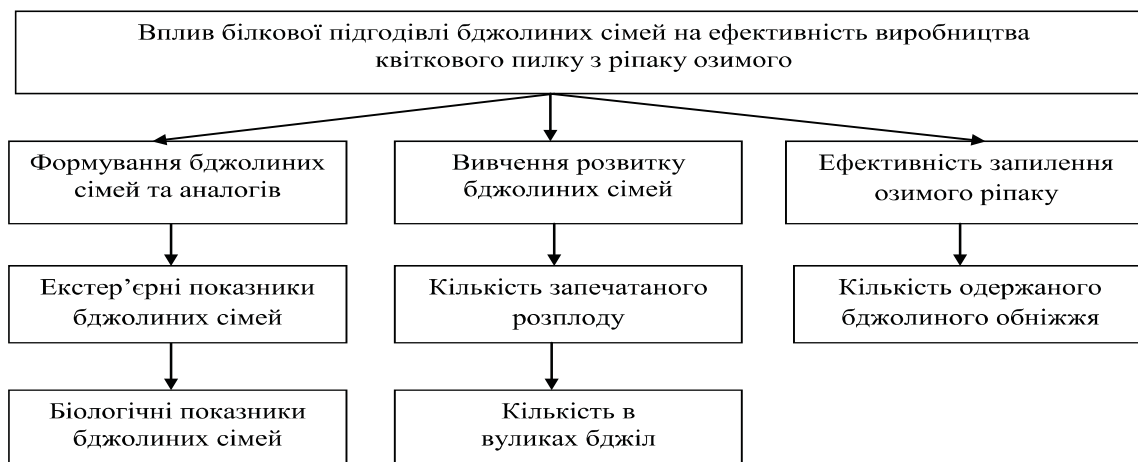 Вплив білкової підгодівлі бджолиних сімей на ефективність виробництва
квіткового пилку з ріпаку озимого
Формування бджолиних
сімей та аналогів
Вивчення розвитку
бджолиних сімей
Ефективність запилення
озимого ріпаку
Екстер’єрні показники
бджолиних сімей
Кількість запечатаного
розплоду
Кількість одержаного
бджолиного обніжжя
Біологічні показники
бджолиних сімей
Кількість в
вуликах бджіл